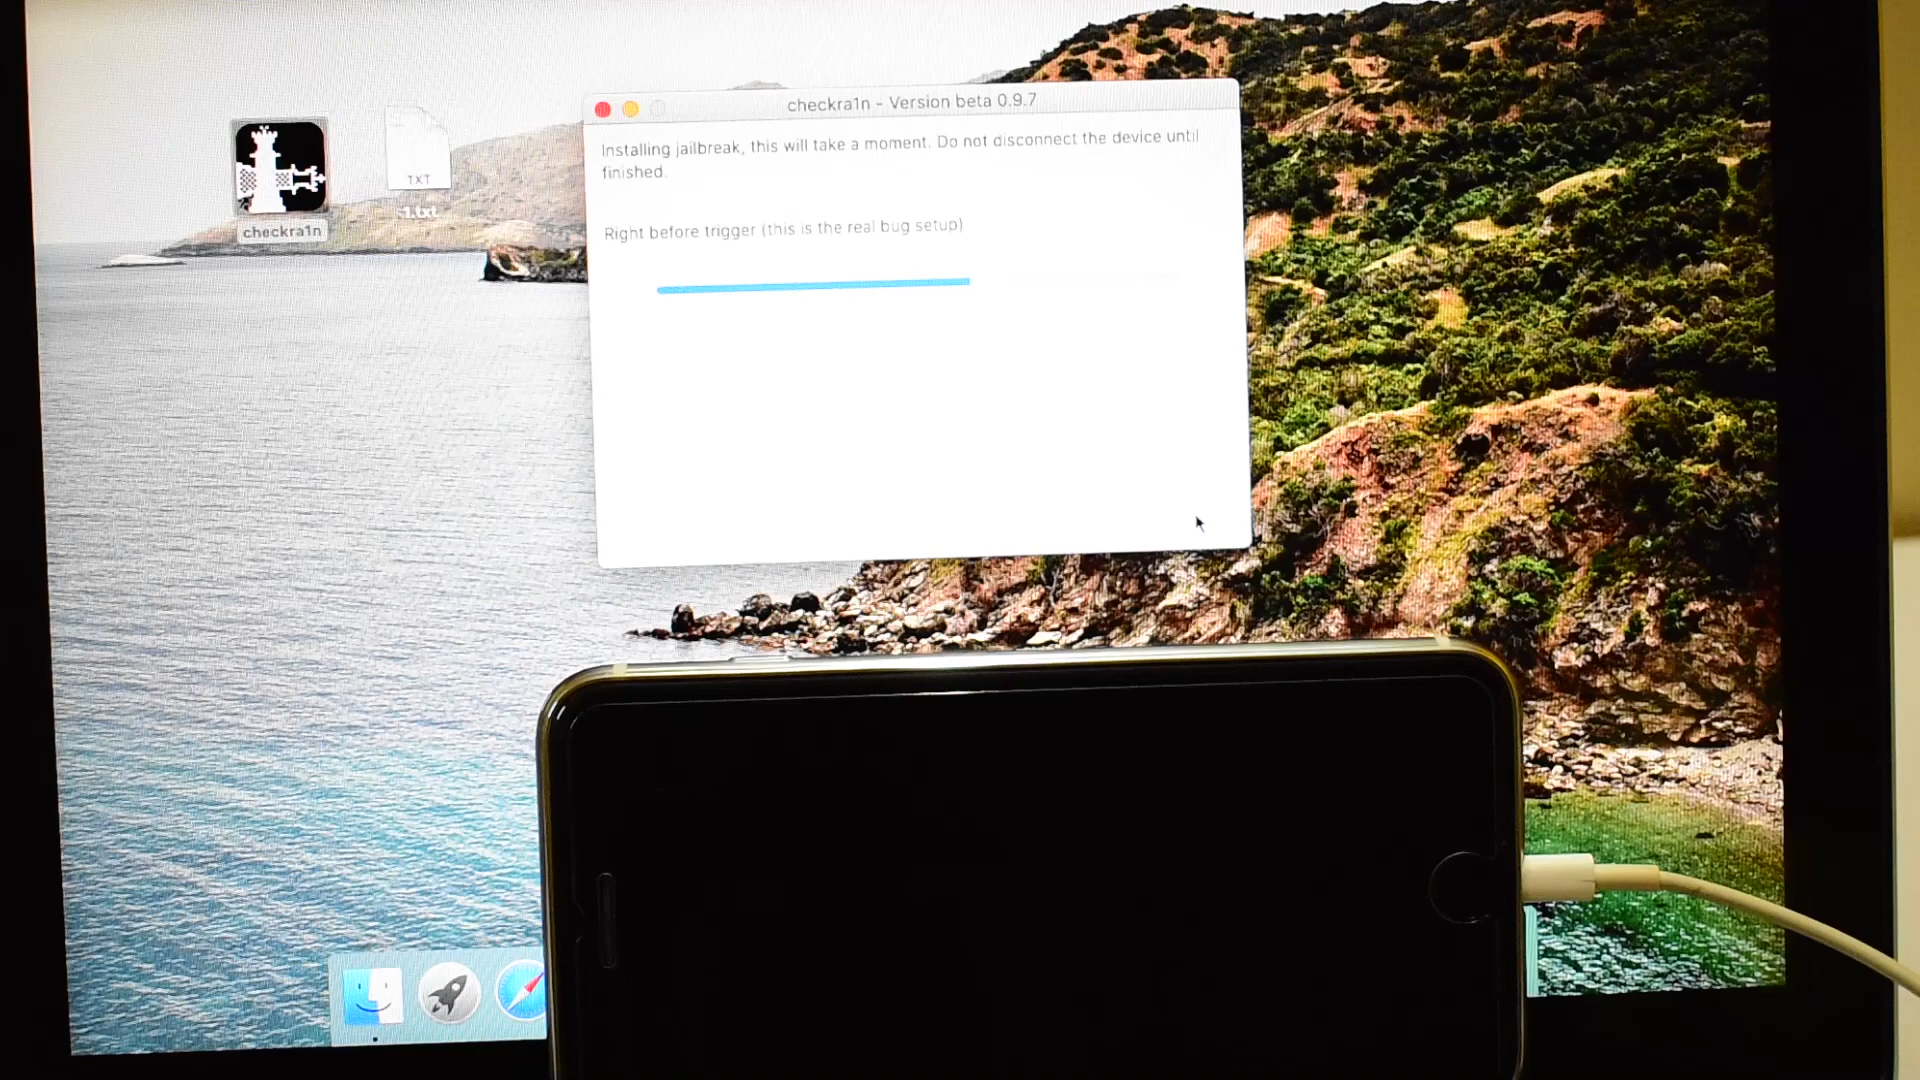 checkra1n - Version beta 0.9.7
Installing jailbreak, this will take a moment. Do not disconnect the device until
finished.
Right before trigger (this is the real bug setup)
TXT
checkra1n